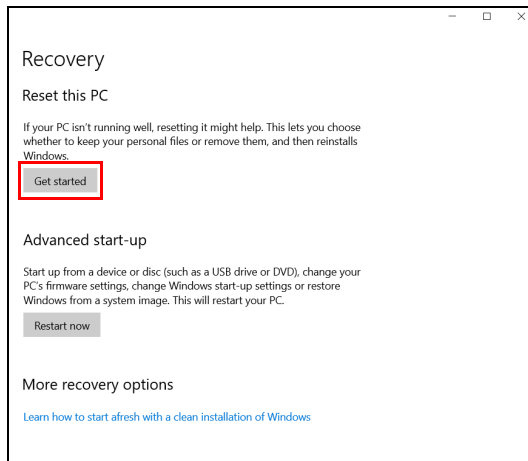 Recovery
Reset this PC
If your PC isn't running well, resetting it might help. This lets you choose
whether to keep your personal files or remove them, and then reinstalls
Windows.
Get started
Advanced start-up
Start up from a device or disc (such as a USB drive or DVD), change your
PC's firmware settings, change Windows start-up settings or restore
Windows from a system image. This will restart your PC.
Restart now
More recovery options
Learn how to start afresh with a clean installation of Windows